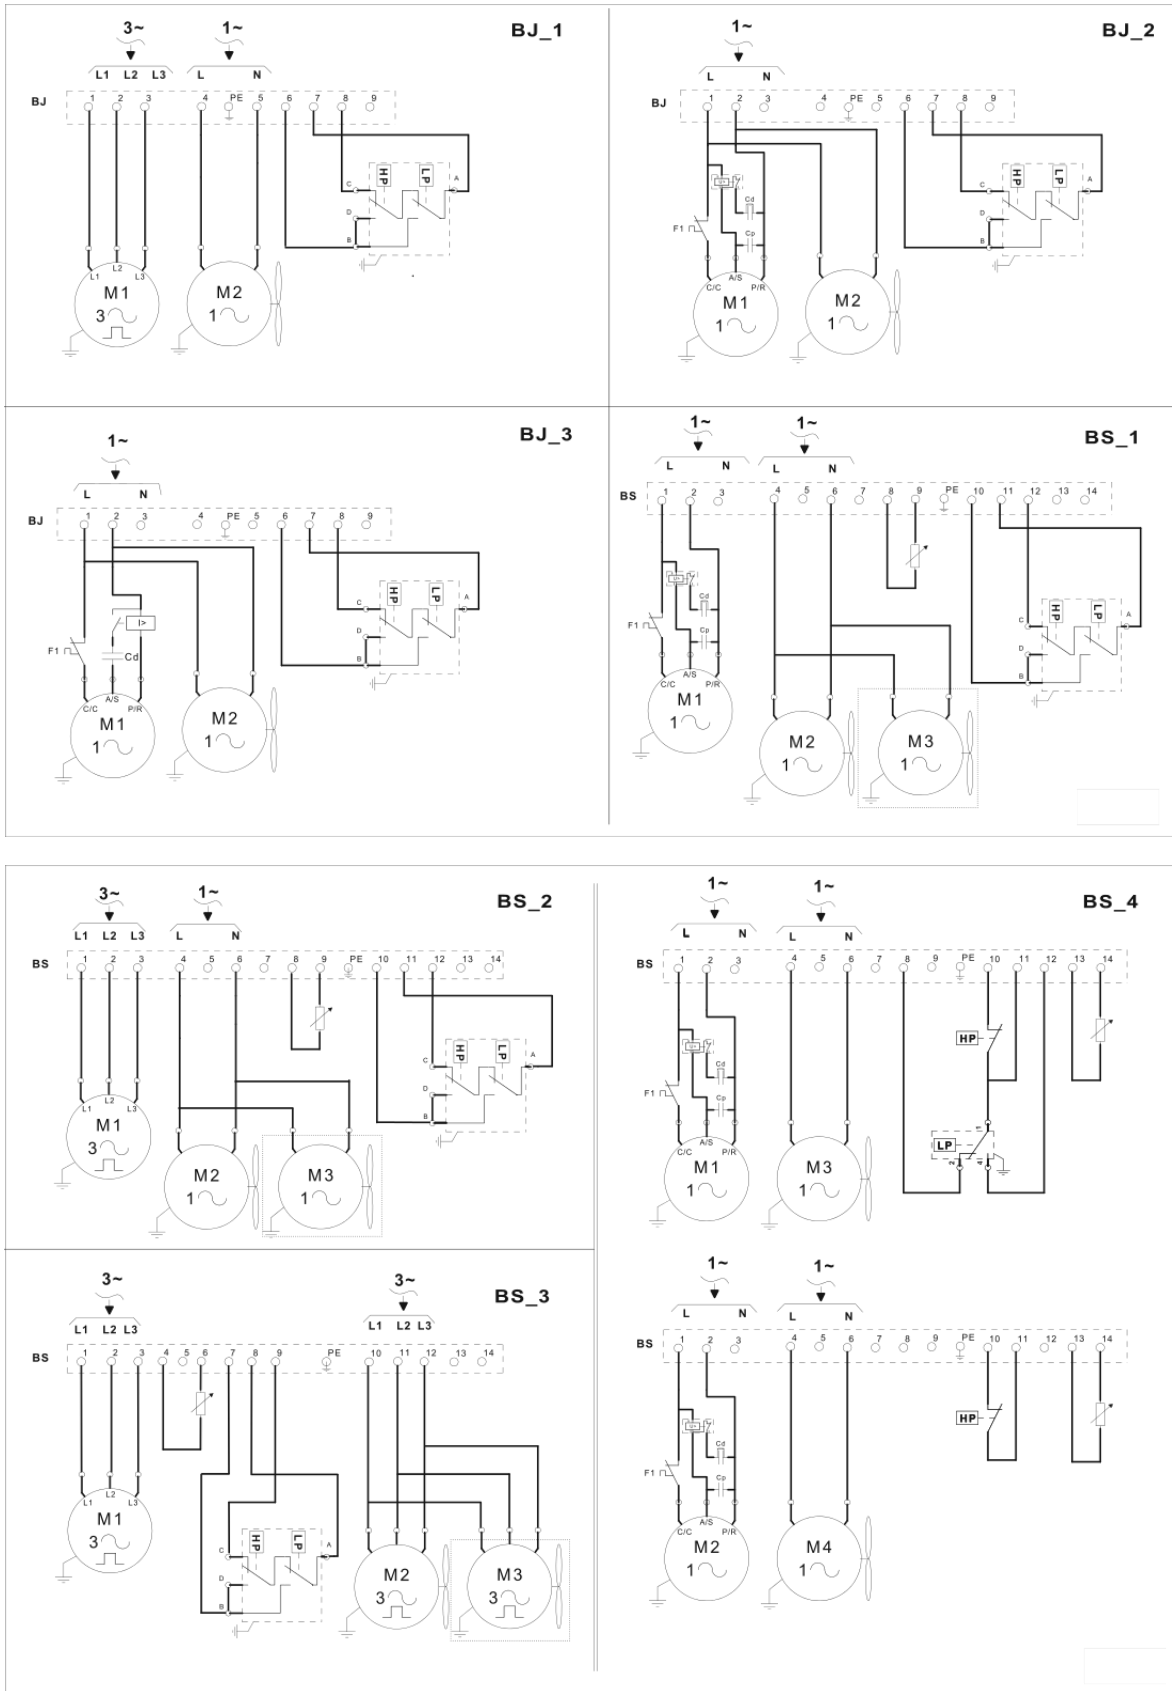 BJ_1
3~ 1~
L1 L2 L3 L N
BJ 1 2 3 4 PE 5 6 7 8 9
HP LP
C A
D
B
L1 L2 L3
M1 M2
3 1
BJ_2
1~
L N
BJ 1 2 3 4 PE 5 6 7 8 9
HP LP
C A
D
B
Cd
F1 Cp
C/C A/S P/R
M1 M2
1 1
BJ_3
1~
L N
BJ 1 2 3 4 PE 5 6 7 8 9
HP LP
C A
D
B
I>
F1 Cd
C/C A/S P/R
M1 M2
1 1
BS_1
1~ 1~
L N L N
BS 1 2 3 4 5 6 7 8 9 PE 10 11 12 13 14
HP LP
C A
D
B
Cd
F1 Cp
C/C A/S P/R
M1
1
M2 M3
1 1
BS_2
3~ 1~
L1 L2 L3 L N
BS 1 2 3 4 5 6 7 8 9 PE 10 11 12 13 14
HP LP
C A
D
B
L1 L2 L3
M1
3
M2 M3
1 1
BS_4
1~ 1~
L N L N
BS 1 2 3 4 5 6 7 8 9 PE 10 11 12 13 14
HP
Cd
F1 Cp
1
LP
2 4
C/C A/S P/R
M1 M3
1 1
BS_3
3~ 3~
L1 L2 L3 L1 L2 L3
BS 1 2 3 4 5 6 7 8 9 PE 10 11 12 13 14
L1 L2 L3
M1
3
HP LP
C A
D
B
M2 M3
3 3
1~ 1~
L N L N
BS 1 2 3 4 5 6 7 8 9 PE 10 11 12 13 14
HP
Cd
F1 Cp
C/C A/S P/R
M2 M4
1 1